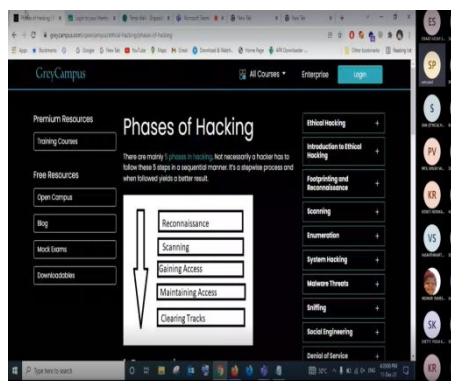 GreyCampus
All Courses
Enterprise
Login
Premium Resources
Training Courses
Free Resources
Open Campus
Blog
Mock Exams
Downloadables
Phases of Hacking
There are mainly 5 phases in hacking. Not necessarily a hacker has to
follow these 5 steps in a sequential manner. It's a stepwise process and
when followed yields a better result.
Reconnaissance
Scanning
Gaining Access
Maintaining Access
Clearing Tracks
Ethical Hacking +
Introduction to Ethical
Hacking +
Footprinting and
Reconnaissance +
Scanning +
Enumeration +
System Hacking +
Malware Threats +
Sniffing +
Social Engineering +
Denial of Service
Type here to search
ES
SP
S
PV
KR
VS
SK
KR